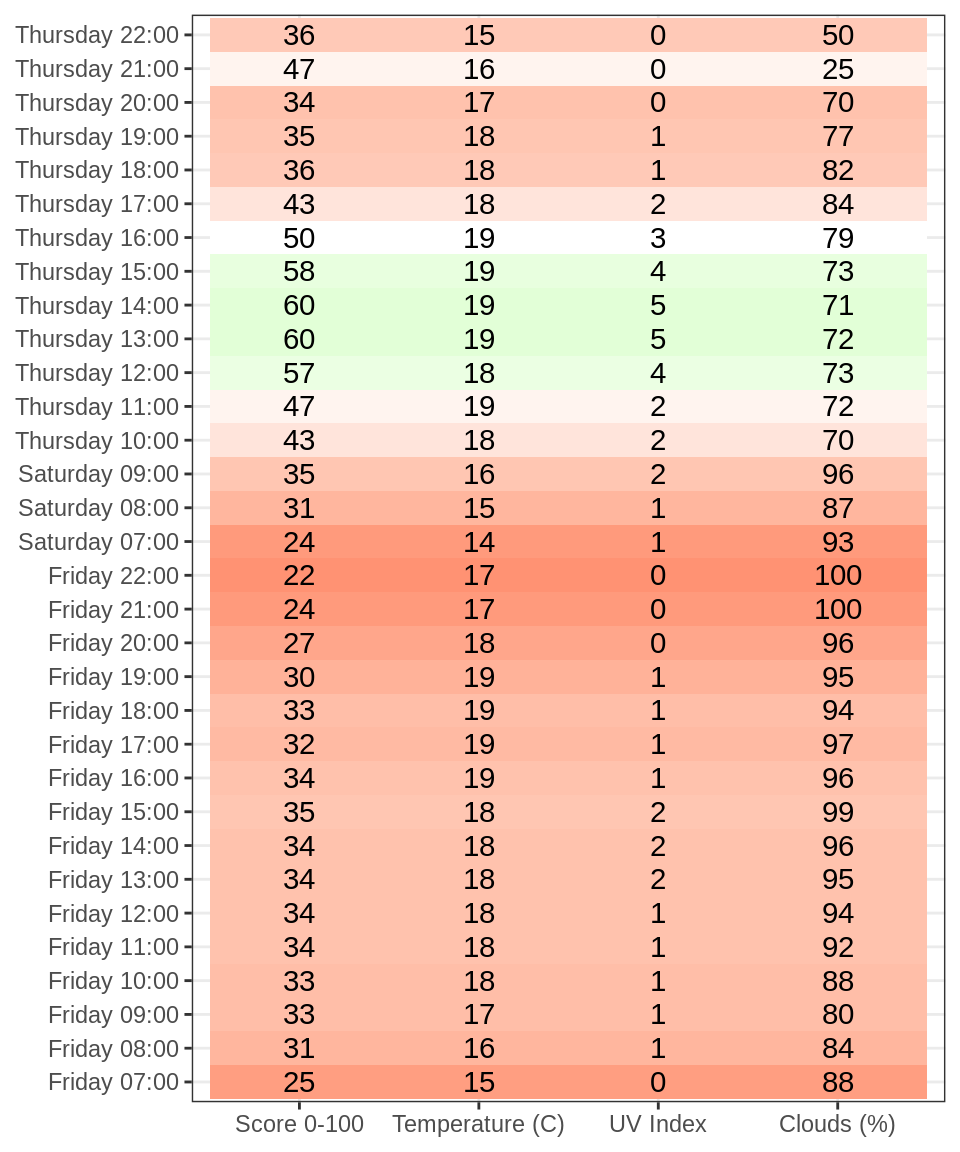 Thursday 22:00 36 15 0 50
Thursday 21:00 47 16 0 25
Thursday 20:00 34 17 0 70
Thursday 19:00 35 18 1 77
Thursday 18:00 36 18 1 82
Thursday 17:00 43 18 2 84
Thursday 16:00 50 19 3 79
Thursday 15:00 58 19 4 73
Thursday 14:00 60 19 5 71
Thursday 13:00 60 19 5 72
Thursday 12:00 57 18 4 73
Thursday 11:00 47 19 2 72
Thursday 10:00 43 18 2 70
Saturday 09:00 35 16 2 96
Saturday 08:00 31 15 1 87
Saturday 07:00 24 14 1 93
Friday 22:00 22 17 0 100
Friday 21:00 24 17 0 100
Friday 20:00 27 18 0 96
Friday 19:00 30 19 1 95
Friday 18:00 33 19 1 94
Friday 17:00 32 19 1 97
Friday 16:00 34 19 1 96
Friday 15:00 35 18 2 99
Friday 14:00 34 18 2 96
Friday 13:00 34 18 2 95
Friday 12:00 34 18 1 94
Friday 11:00 34 18 1 92
Friday 10:00 33 18 1 88
Friday 09:00 33 17 1 80
Friday 08:00 31 16 1 84
Friday 07:00 25 15 0 88
Score 0-100 Temperature (C) UV Index Clouds (%)